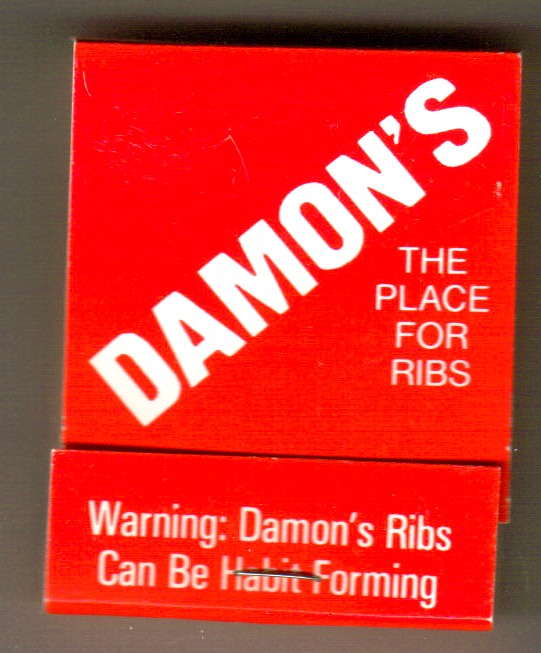 DAMON'S
THE
PLACE
FOR
RIBS
Warning: Damon's Ribs
Can Be Habit Forming